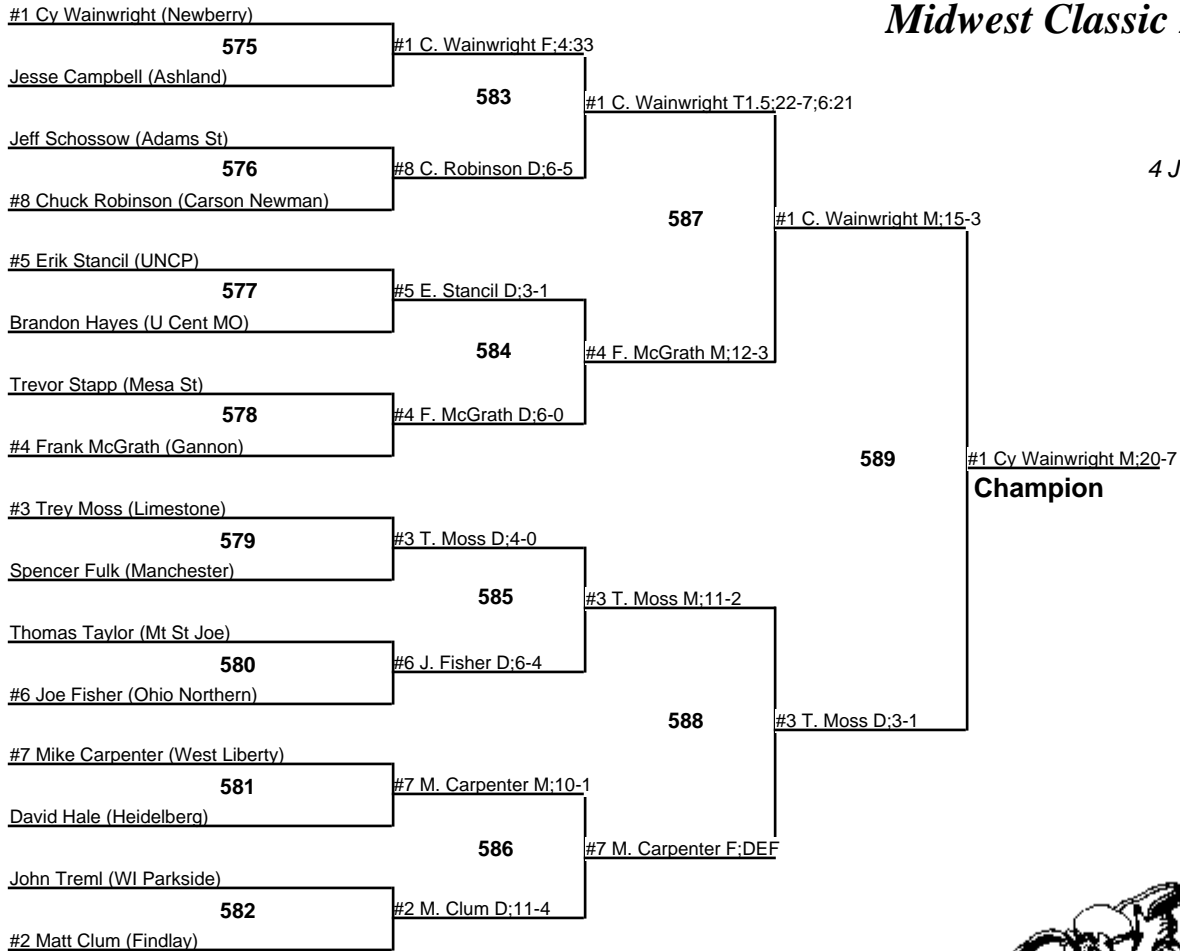 #1 Cy Wainwright (Newberry)
Midwest Classic
575
#1 C. Wainwright F;4:33
Jesse Campbell (Ashland)
583
#1 C. Wainwright T1.5;22-7;6:21
Jeff Schossow (Adams St)
4 J
576
#8 C. Robinson D;6-5
#8 Chuck Robinson (Carson Newman)
587
#1 C. Wainwright M;15-3
#5 Erik Stancil (UNCP)
577
#5 E. Stancil D;3-1
Brandon Hayes (U Cent MO)
584
#4 F. McGrath M;12-3
Trevor Stapp (Mesa St)
578
#4 F. McGrath D;6-0
#4 Frank McGrath (Gannon)
589
#1 Cy Wainwright M;20-7
Champion
#3 Trey Moss (Limestone)
579
#3 T. Moss D;4-0
Spencer Fulk (Manchester)
585
#3 T. Moss M;11-2
Thomas Taylor (Mt St Joe)
580
#6 J. Fisher D;6-4
#6 Joe Fisher (Ohio Northern)
588
#3 T. Moss D;3-1
#7 Mike Carpenter (West Liberty)
581
#7 M. Carpenter M;10-1
David Hale (Heidelberg)
586
#7 M. Carpenter F;DEF
John Treml (WI Parkside)
582
#2 M. Clum D;11-4
#2 Matt Clum (Findlay)